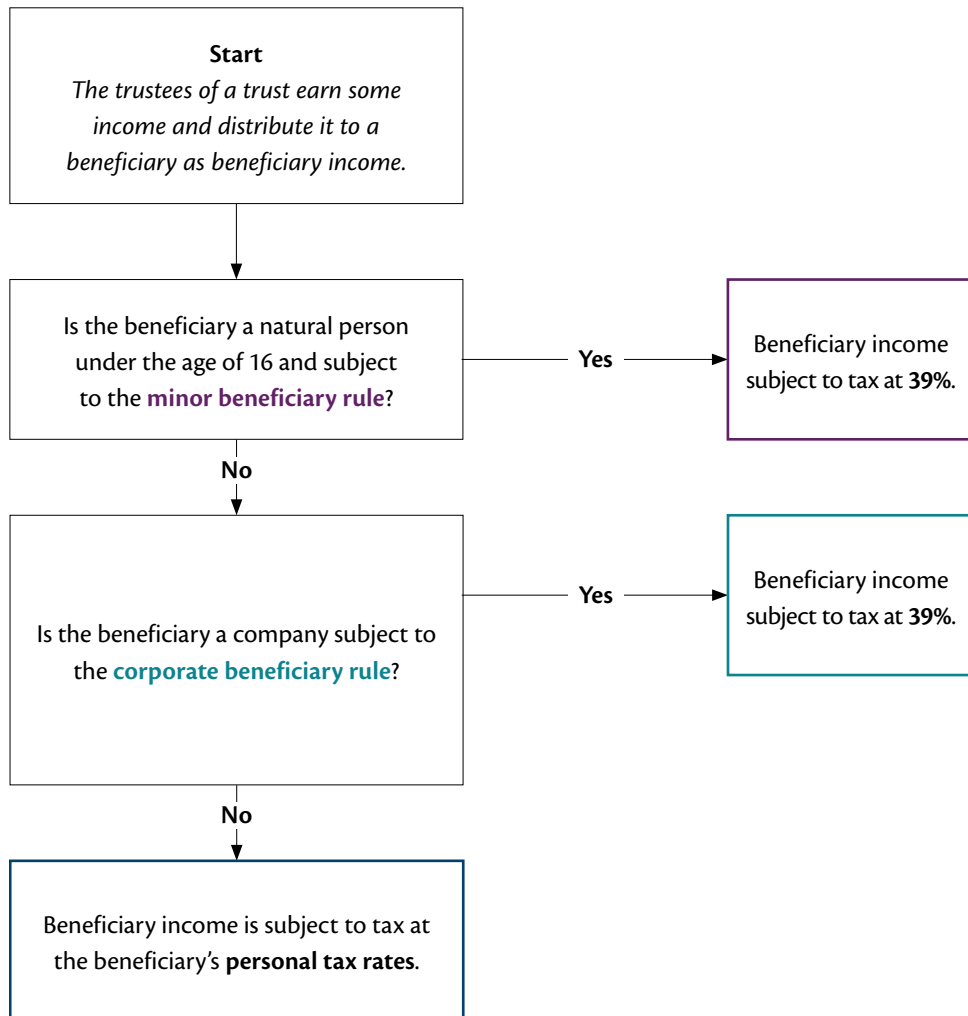 Start
The trustees of a trust earn some
income and distribute it to a
beneficiary as beneficiary income.
Is the beneficiary a natural person
under the age of 16 and subject
to the minor beneficiary rule?
Yes
Beneficiary income
subject to tax at 39%.
No
Is the beneficiary a company subject to
the corporate beneficiary rule?
Yes
Beneficiary income
subject to tax at 39%.
No
Beneficiary income is subject to tax at
the beneficiary’s personal tax rates.